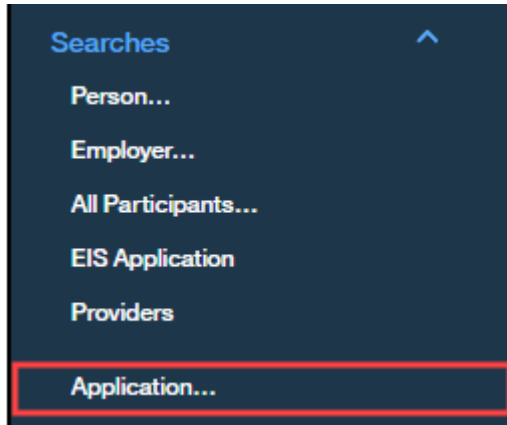 Searches
Person...
Employer...
All Participants...
EIS Application
Providers
Application...